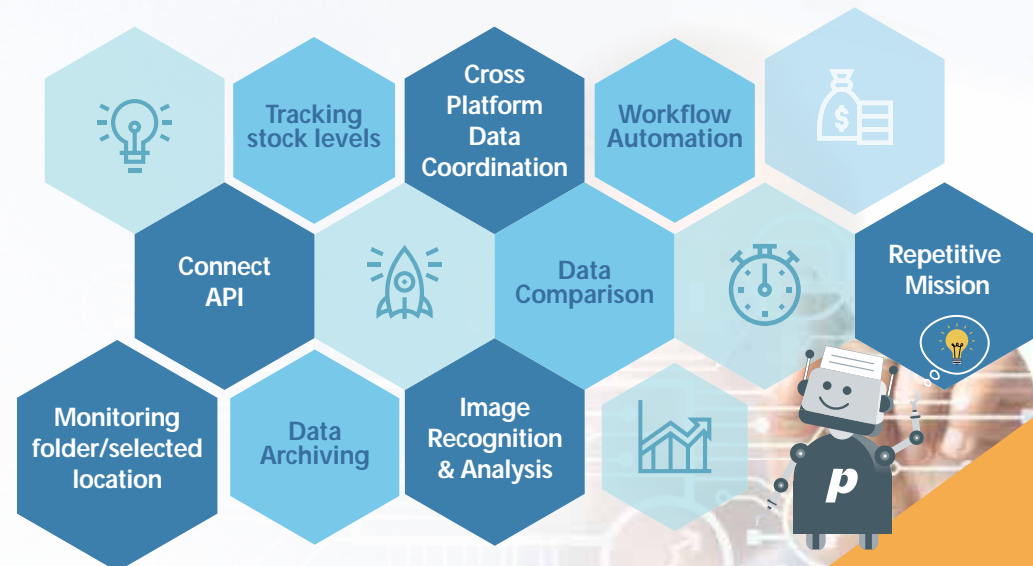 Tracking
stock levels
Cross
Platform
Data
Coordination
Workflow
Automation
$
Connect
API
Data
Comparison
Repetitive
Mission
Monitoring
folder/selected
location
Data
Archiving
Image
Recognition
& Analysis
p